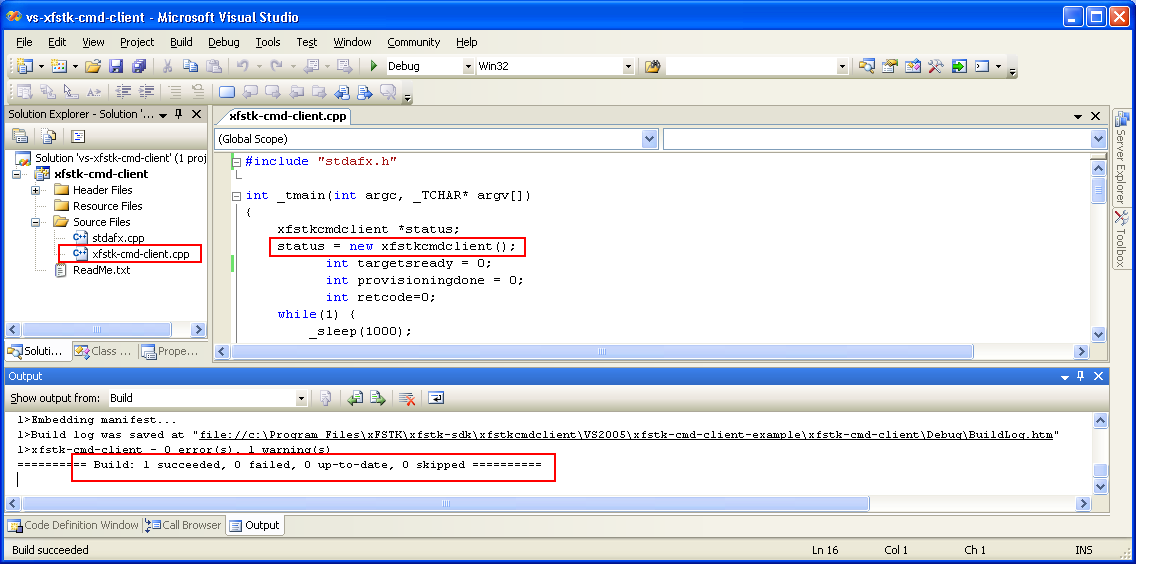 vs-xfstk-cmd-client - Microsoft Visual Studio
File Edit View Project Build Debug Tools Test Window Community Help
Debug Win32
Solution Explorer - Solution '...
xfstk-cmd-client.cpp
(Global Scope)
Solution 'vs-xfstk-cmd-client' (1 proj
xfstk-cmd-client
Header Files
Resource Files
Source Files
stdafx.cpp
xfstk-cmd-client.cpp
ReadMe.txt
Soluti... Class ... Prope...
#include "stdafx.h"
int _tmain(int argc, _TCHAR* argv[])
{
xfstkcmdclient *status;
status = new xfstkcmdclient();
int targetsready = 0;
int provisioningdone = 0;
int retcode=0;
while(1) {
_sleep(1000);
Server Explorer
Toolbox
Output
Show output from: Build
1>Embedding manifest...
1>Build log was saved at "file://c:\Program Files\xFSTK\xfstk-sdk\xfstkcmdclient\VS2005\xfstk-cmd-client-example\xfstk-cmd-client\Debug\BuildLog.htm"
1>xfstk-cmd-client - 0 error(s), 1 warning(s)
========== Build: 1 succeeded, 0 failed, 0 up-to-date, 0 skipped ==========
Code Definition Window Call Browser Output
Build succeeded Ln 16 Col 1 Ch 1 INS